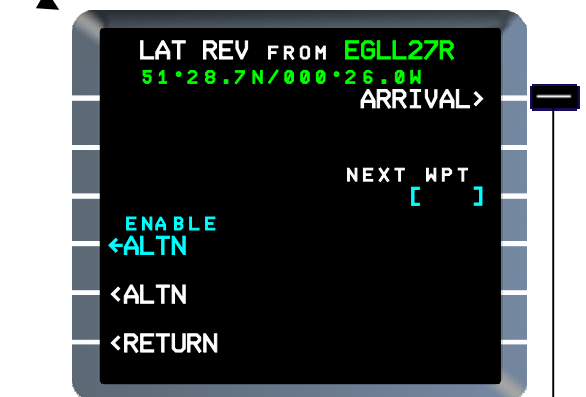 LAT REV FROM EGLL27R
51°28.7N/000°26.0W
ARRIVAL>
NEXT WPT
[ ]
ENABLE
←ALTN
<ALTN
<RETURN